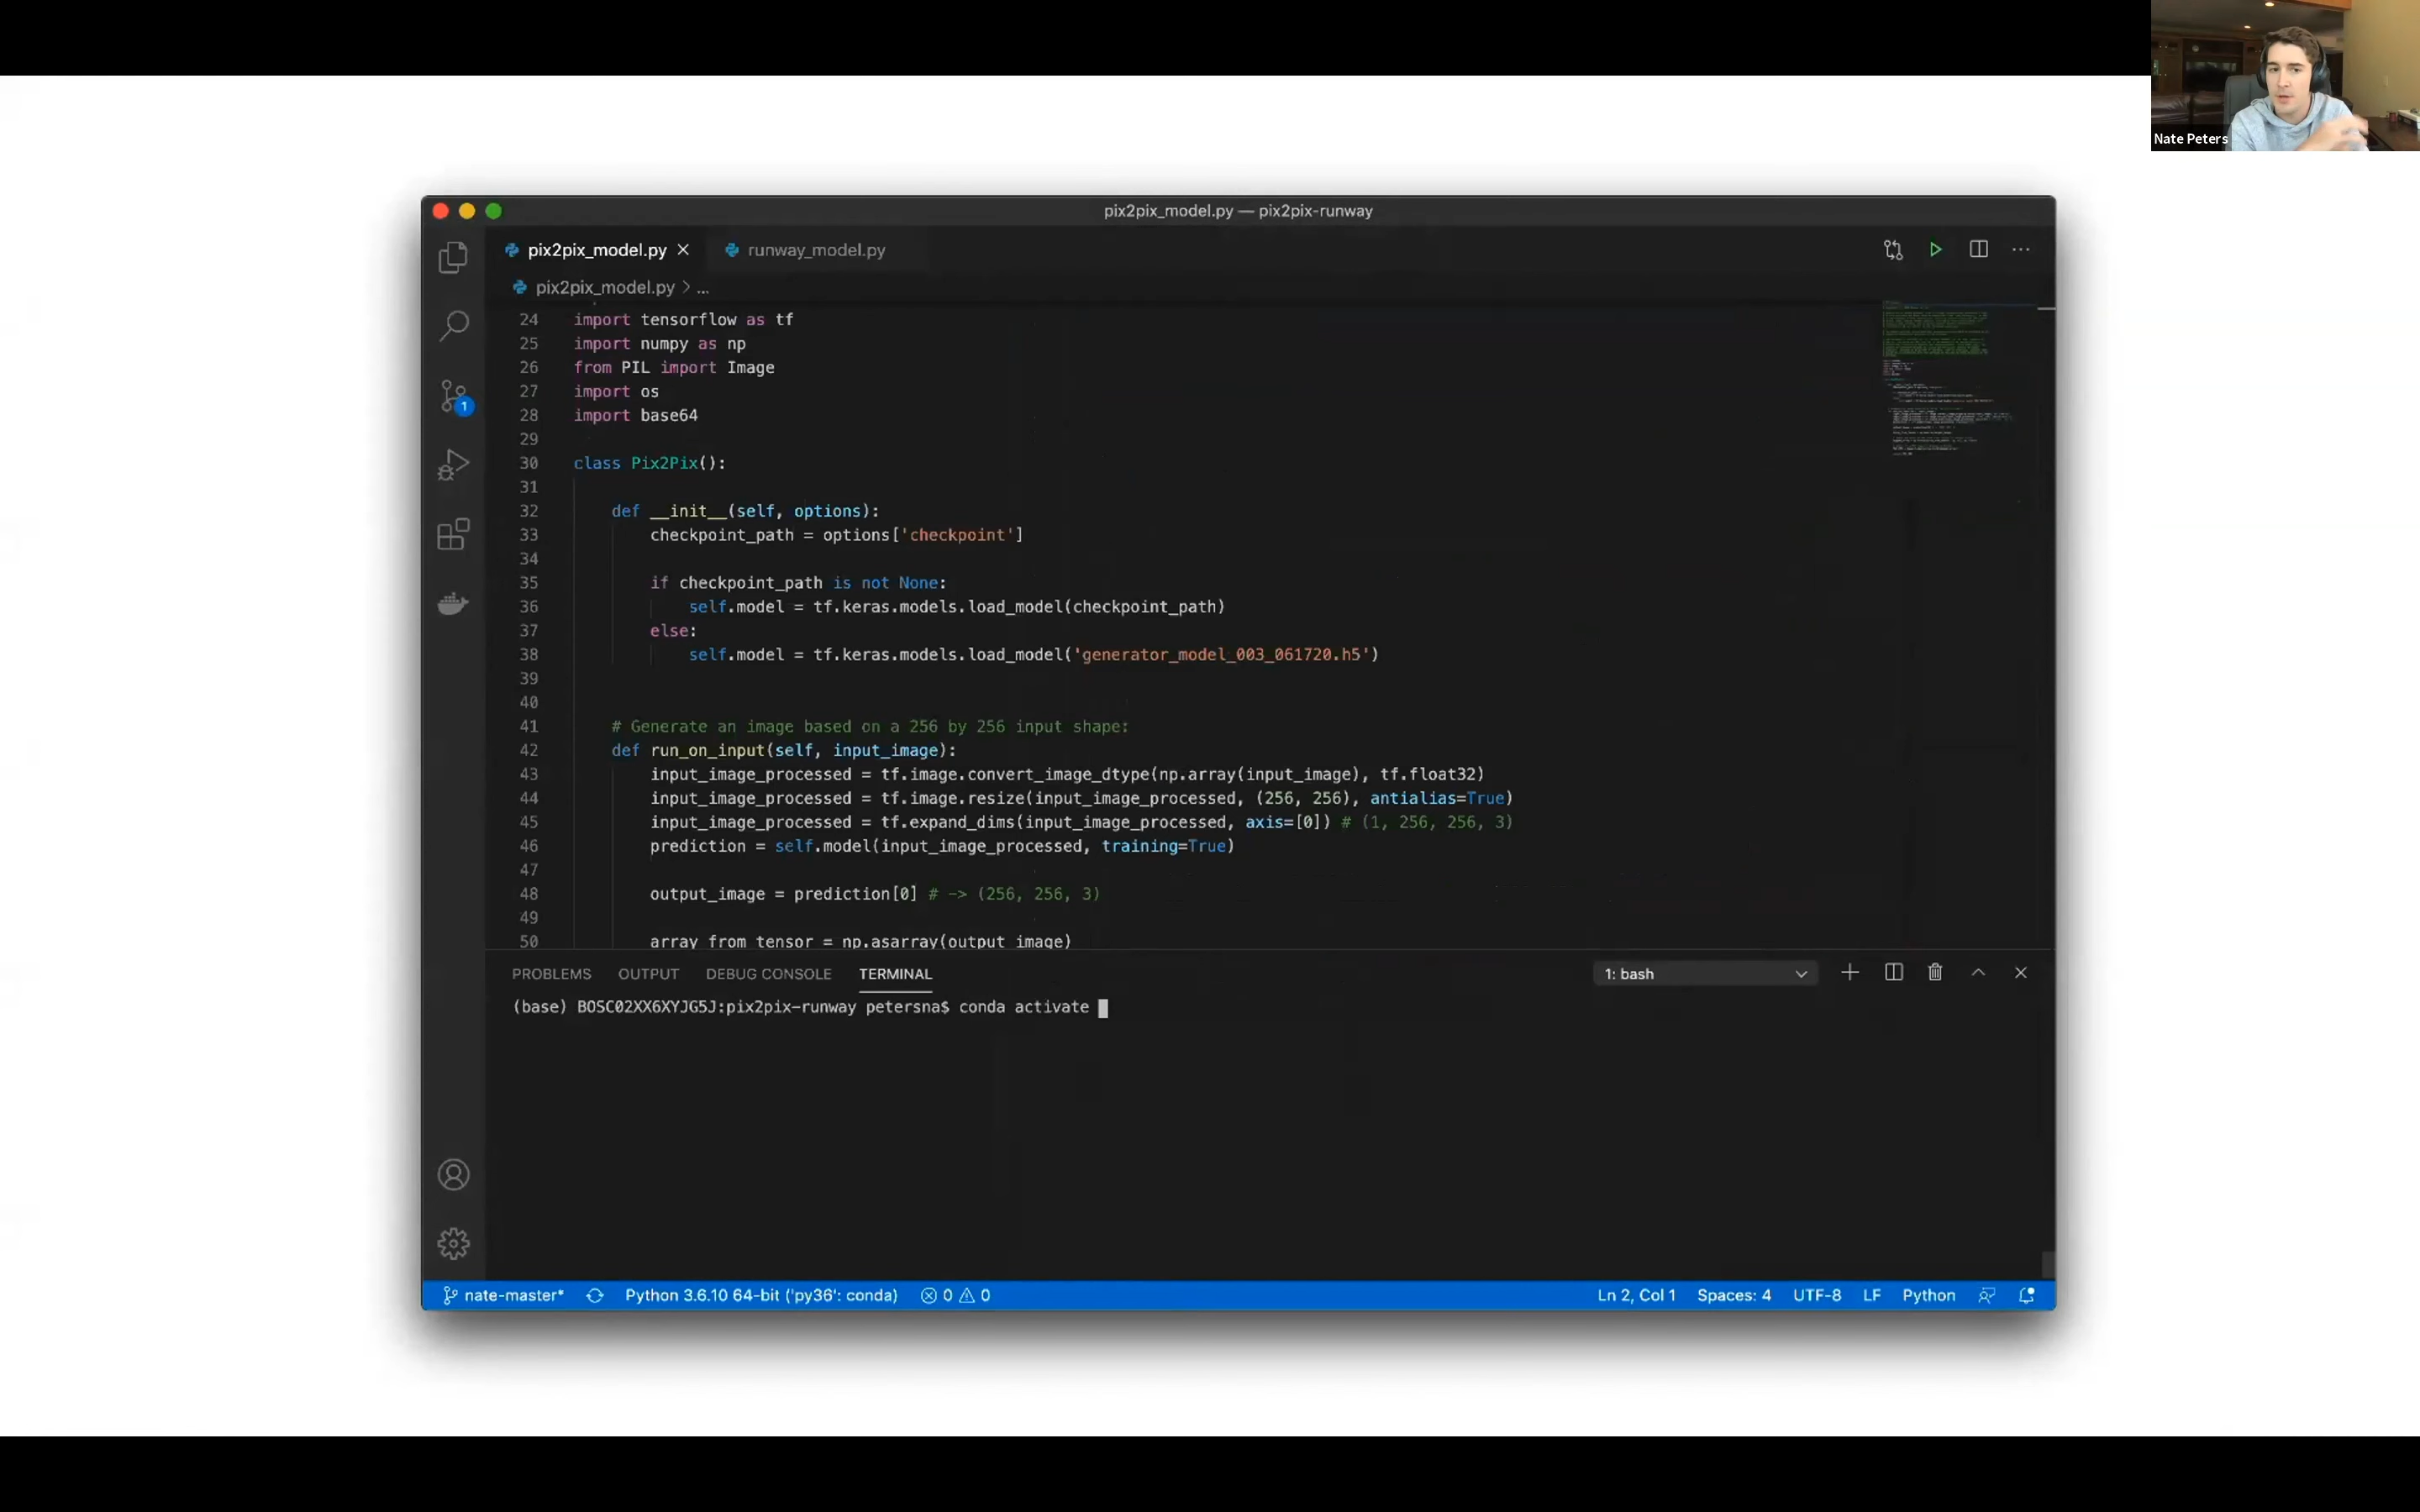 Nate Peters
pix2pix_model.py — pix2pix-runway
pix2pix_model.py
runway_model.py
pix2pix_model.py > ...
24 import tensorflow as tf
25 import numpy as np
26 from PIL import Image
27 import os
28 import base64
29
30 class Pix2Pix():
31
32 def __init__(self, options):
33 checkpoint_path = options['checkpoint']
34
35 if checkpoint_path is not None:
36 self.model = tf.keras.models.load_model(checkpoint_path)
37 else:
38 self.model = tf.keras.models.load_model('generator_model_003_061720.h5')
39
40
41 # Generate an image based on a 256 by 256 input shape:
42 def run_on_input(self, input_image):
43 input_image_processed = tf.image.convert_image_dtype(np.array(input_image), tf.float32)
44 input_image_processed = tf.image.resize(input_image_processed, (256, 256), antialias=True)
45 input_image_processed = tf.expand_dims(input_image_processed, axis=[0]) # (1, 256, 256, 3)
46 prediction = self.model(input_image_processed, training=True)
47
48 output_image = prediction[0] # -> (256, 256, 3)
49
50 array_from_tensor = np.asarray(output_image)
1
PROBLEMS OUTPUT DEBUG CONSOLE TERMINAL 1: bash
(base) BOSC02XX6XYJG5J:pix2pix-runway petersna$ conda activate
nate-master* Python 3.6.10 64-bit ('py36': conda) 0 0 Ln 2, Col 1 Spaces: 4 UTF-8 LF Python